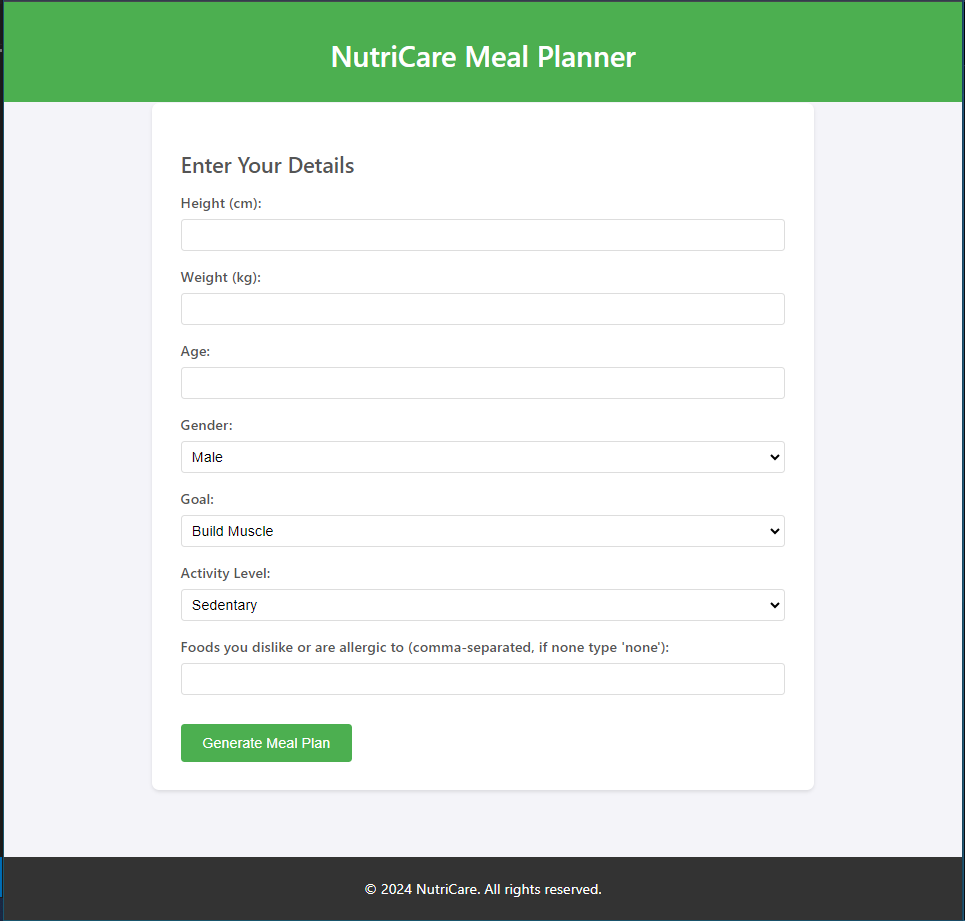 NutriCare Meal Planner
Enter Your Details
Height (cm):
Weight (kg):
Age:
Gender:
Male
Goal:
Build Muscle
Activity Level:
Sedentary
Foods you dislike or are allergic to (comma-separated, if none type 'none'):
Generate Meal Plan
© 2024 NutriCare. All rights reserved.